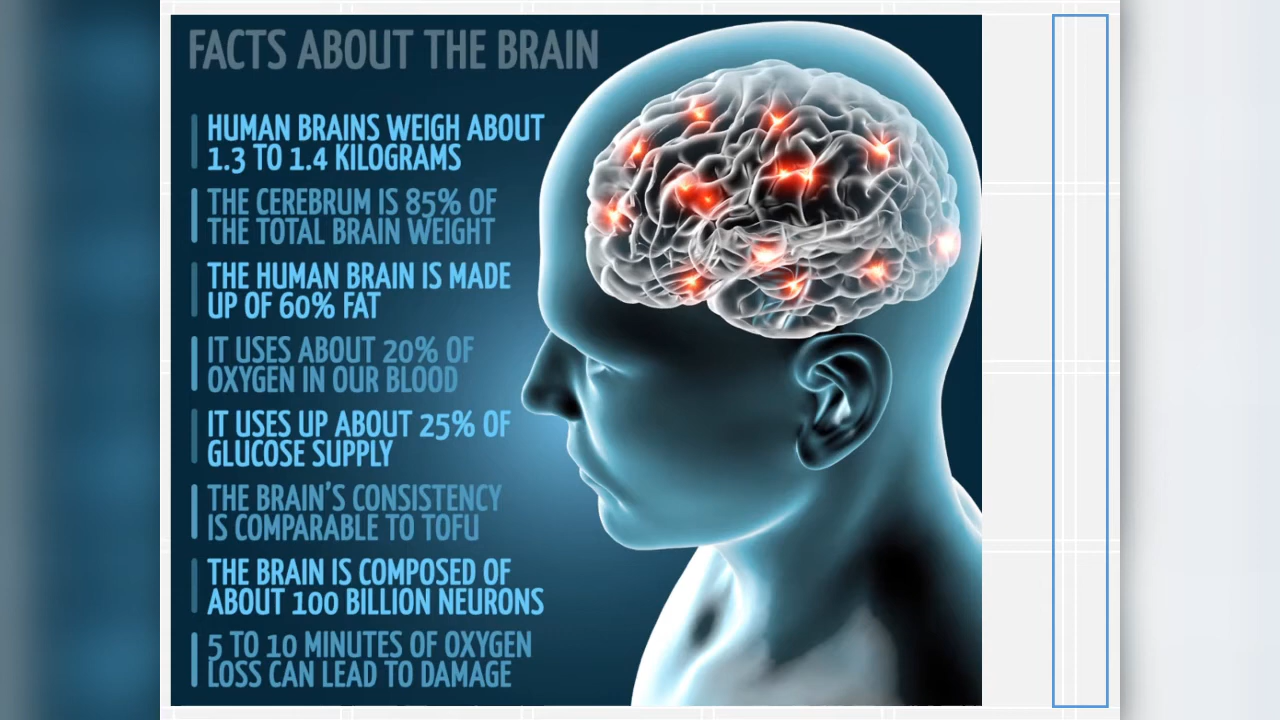 FACTS ABOUT THE BRAIN
HUMAN BRAINS WEIGH ABOUT
1.3 TO 1.4 KILOGRAMS
THE CEREBRUM IS 85% OF
THE TOTAL BRAIN WEIGHT
THE HUMAN BRAIN IS MADE
UP OF 60% FAT
IT USES ABOUT 20% OF
OXYGEN IN OUR BLOOD
IT USES UP ABOUT 25% OF
GLUCOSE SUPPLY
THE BRAIN'S CONSISTENCY
IS COMPARABLE TO TOFU
THE BRAIN IS COMPOSED OF
ABOUT 100 BILLION NEURONS
5 TO 10 MINUTES OF OXYGEN
LOSS CAN LEAD TO DAMAGE